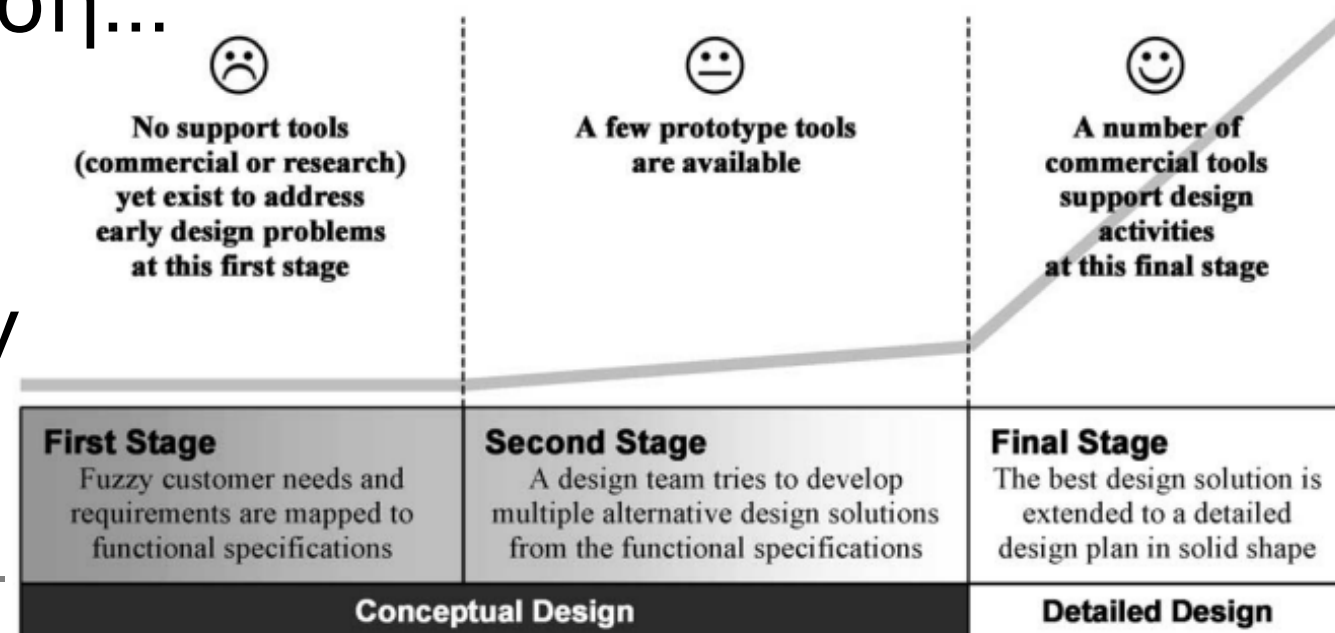 ση...
No support tools
(commercial or research)
yet exist to address
early design problems
at this first stage
A few prototype tools
are available
A number of
commercial tools
support design
activities
at this final stage
First Stage
Fuzzy customer needs and
requirements are mapped to
functional specifications
Second Stage
A design team tries to develop
multiple alternative design solutions
from the functional specifications
Final Stage
The best design solution is
extended to a detailed
design plan in solid shape
Conceptual Design
Detailed Design